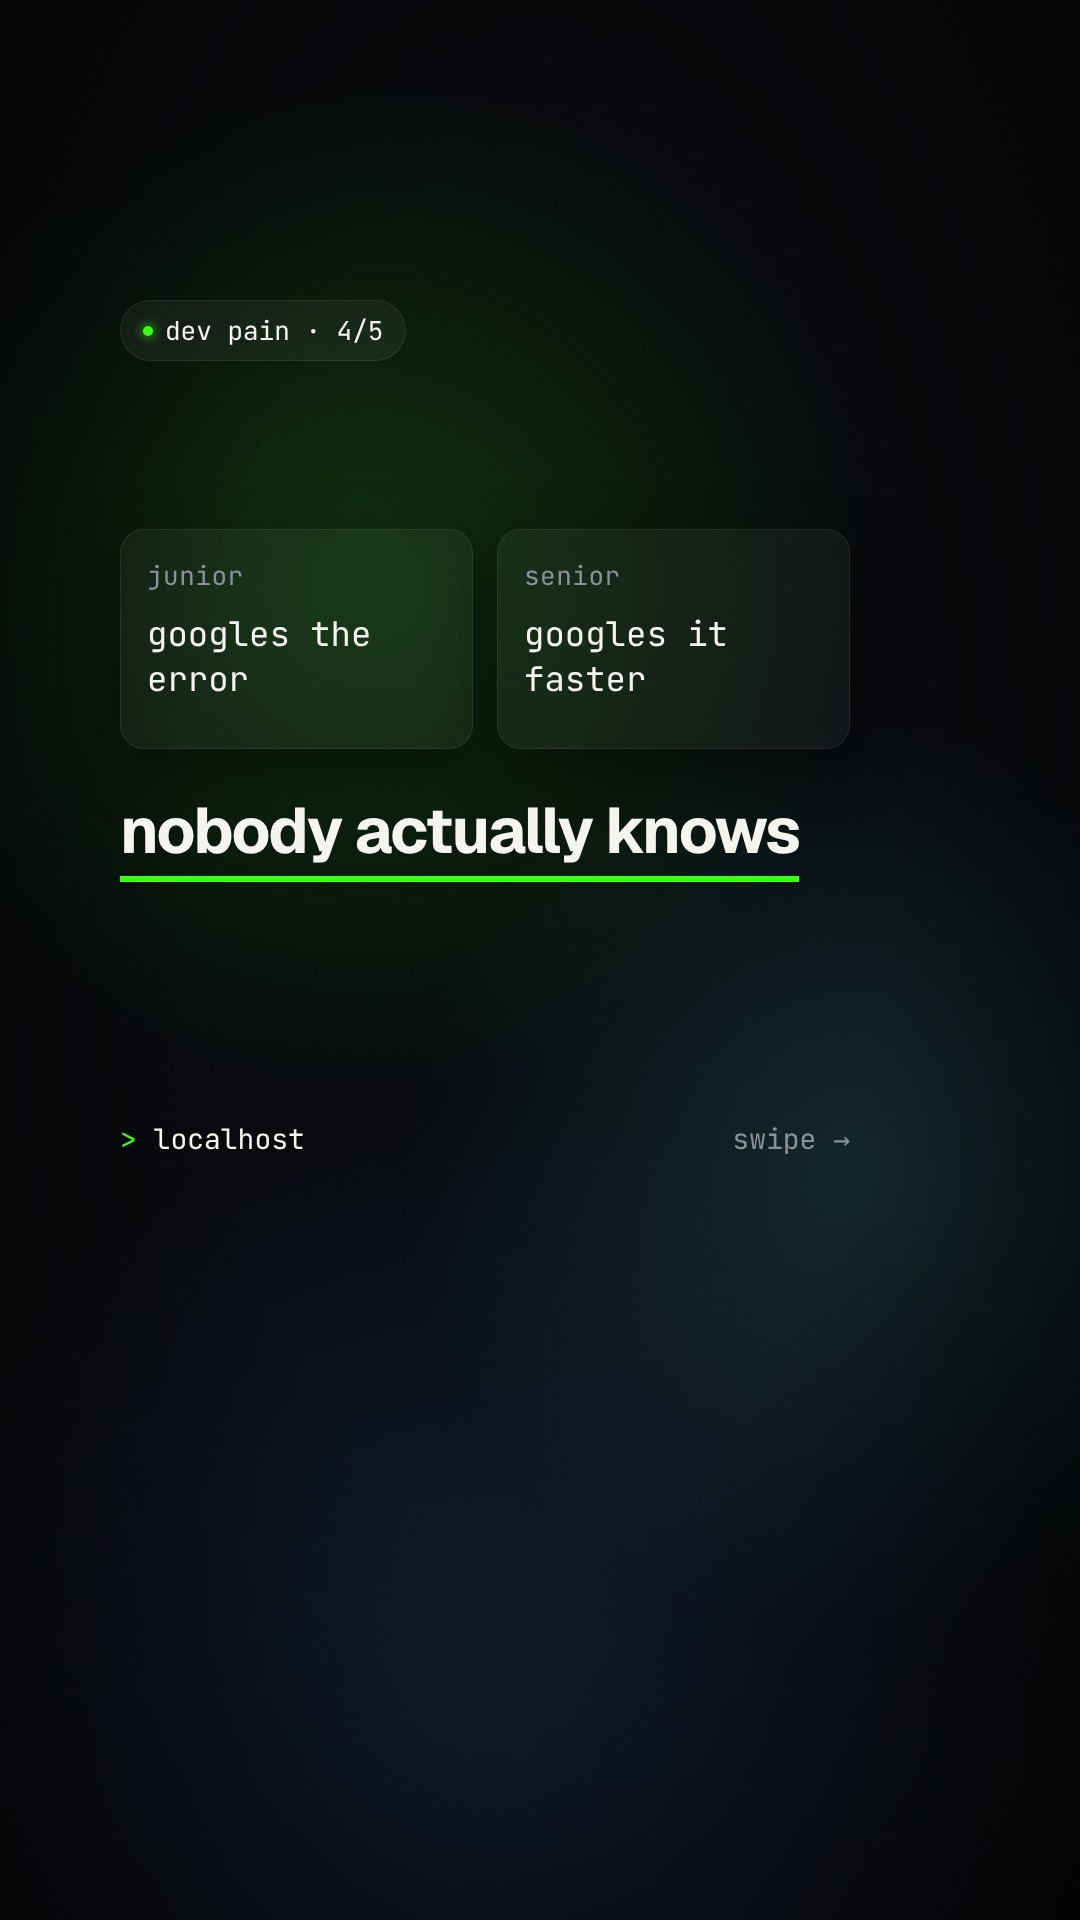 dev pain · 4/5
junior
googles the
error
senior
googles it
faster
nobody actually knows
> localhost
swipe →